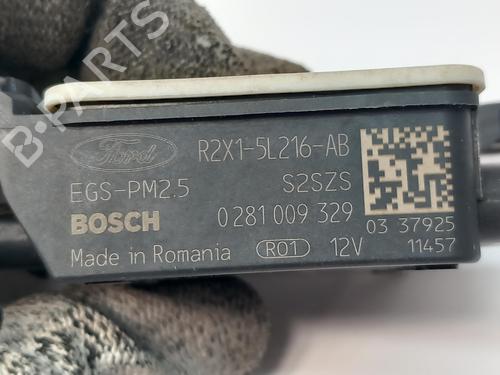 B-PARTS
Ford
R2X1-5L216-AB
EGS-PM2.5
S2SZS
BOSCH
0 281 009 329
03 37925
Made in Romania
R01
12V
11457